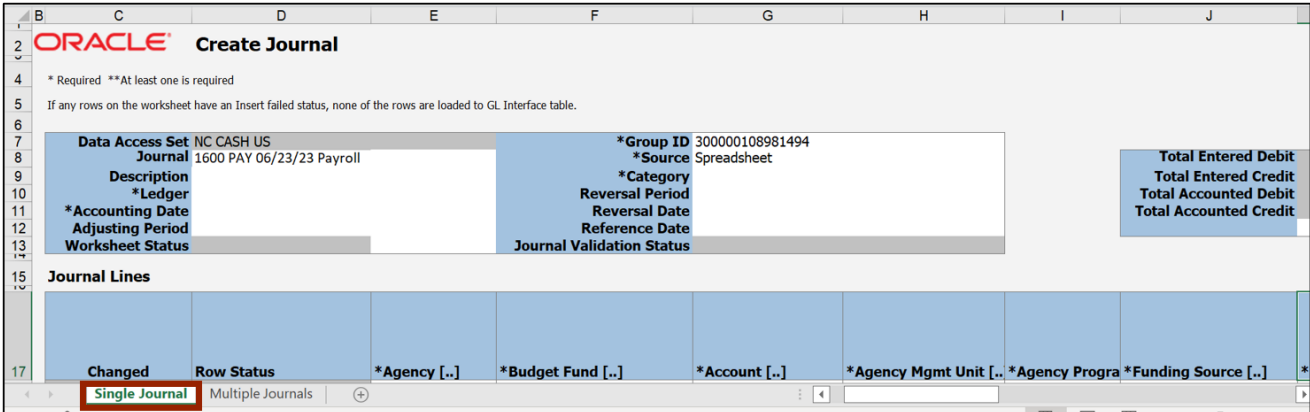 B C D E F G H I J
2 ORACLE Create Journal
4 * Required **At least one is required
5 If any rows on the worksheet have an Insert failed status, none of the rows are loaded to GL Interface table.
6
7 Data Access Set NC CASH US *Group ID 300000108981494
8 Journal 1600 PAY 06/23/23 Payroll *Source Spreadsheet Total Entered Debit
9 Description *Category Total Entered Credit
10 *Ledger Reversal Period Total Accounted Debit
11 *Accounting Date Reversal Date Total Accounted Credit
12 Adjusting Period Reference Date
13 Worksheet Status Journal Validation Status
15 Journal Lines
17 Changed Row Status *Agency [..] *Budget Fund [..] *Account [..] *Agency Mgmt Unit [.. *Agency Progra *Funding Source [..] *
Single Journal Multiple Journals